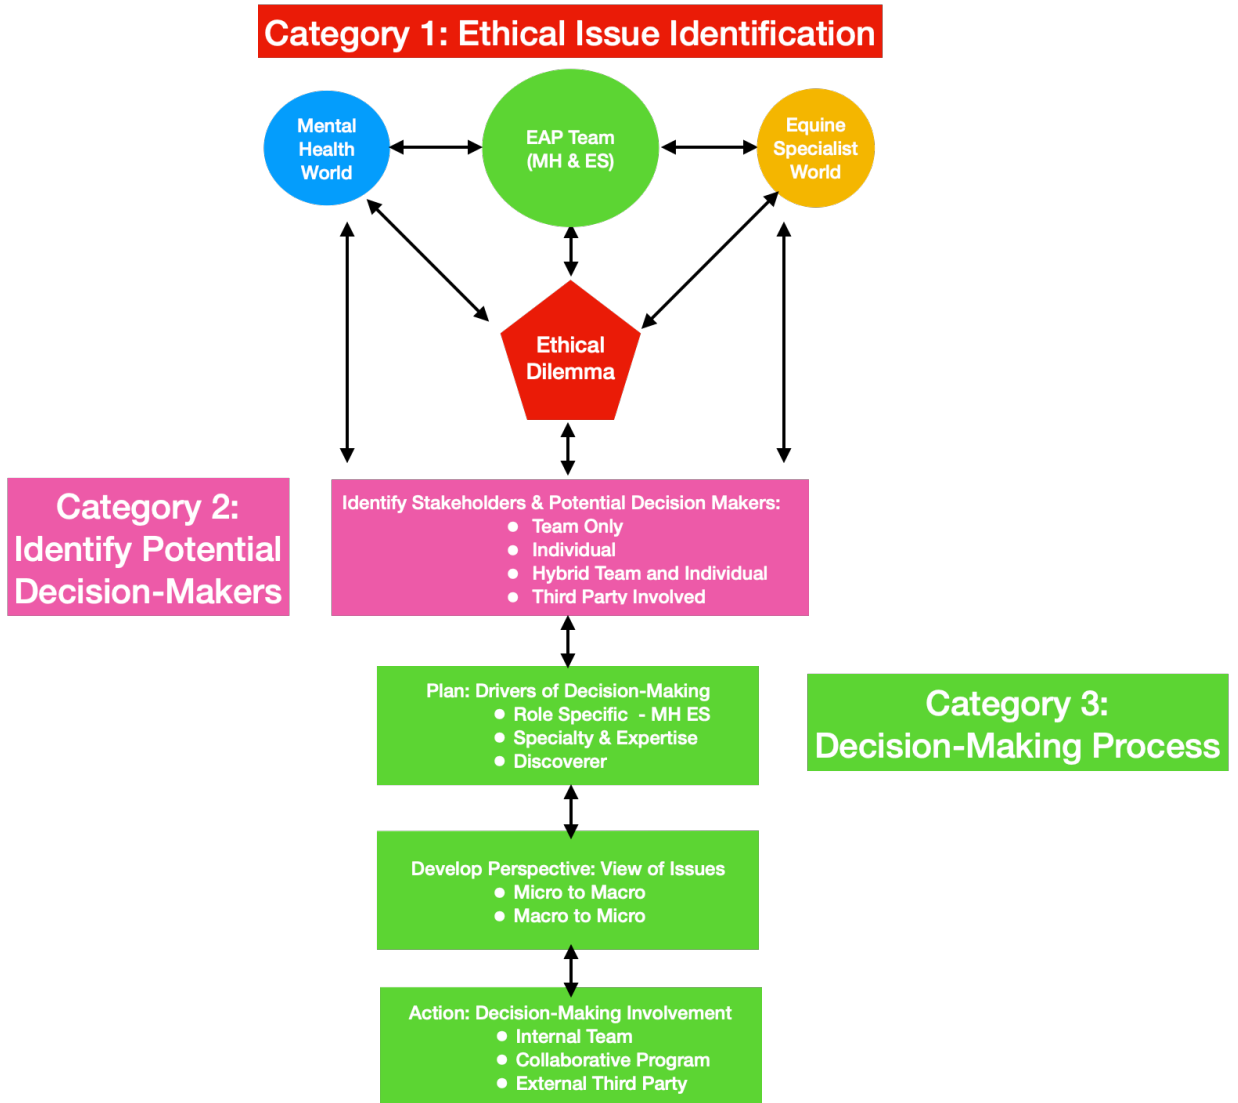 Category 1: Ethical Issue Identification
Mental
Health
World
EAP Team
(MH & ES)
Equine
Specialist
World
Ethical
Dilemma
Category 2:
Identify Potential
Decision-Makers
Identify Stakeholders & Potential Decision Makers:
● Team Only
● Individual
● Hybrid Team and Individual
● Third Party Involved
Plan: Drivers of Decision-Making
● Role Specific - MH ES
● Specialty & Expertise
● Discoverer
Category 3:
Decision-Making Process
Develop Perspective: View of Issues
● Micro to Macro
● Macro to Micro
Action: Decision-Making Involvement
● Internal Team
● Collaborative Program
● External Third Party